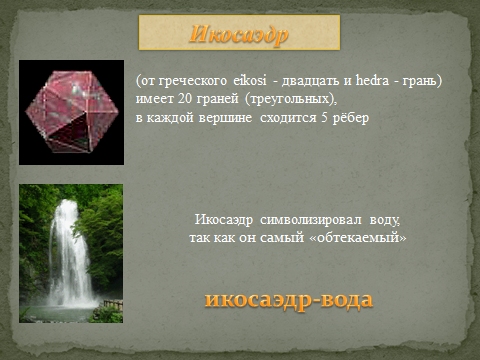 Икосаэдр
(от греческого eikosi - двадцать и hedra - грань)
имеет 20 граней (треугольных),
в каждой вершине сходится 5 рёбер
Икосаэдр символизировал воду,
так как он самый «обтекаемый»
икосаэдр-вода